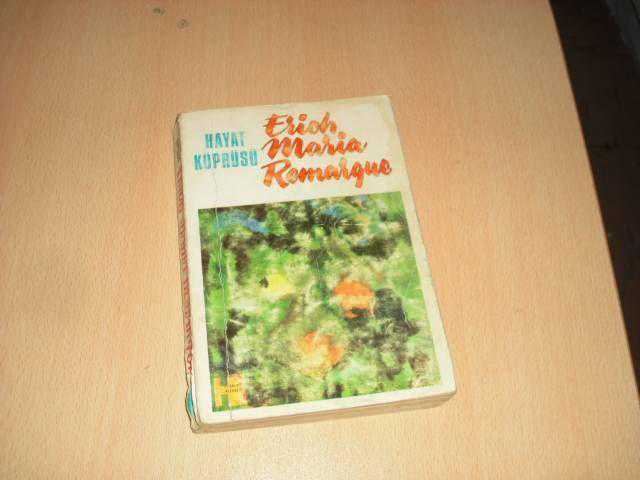 HAYAT
KÖPRÜSÜ
Erich
Maria
Remarque